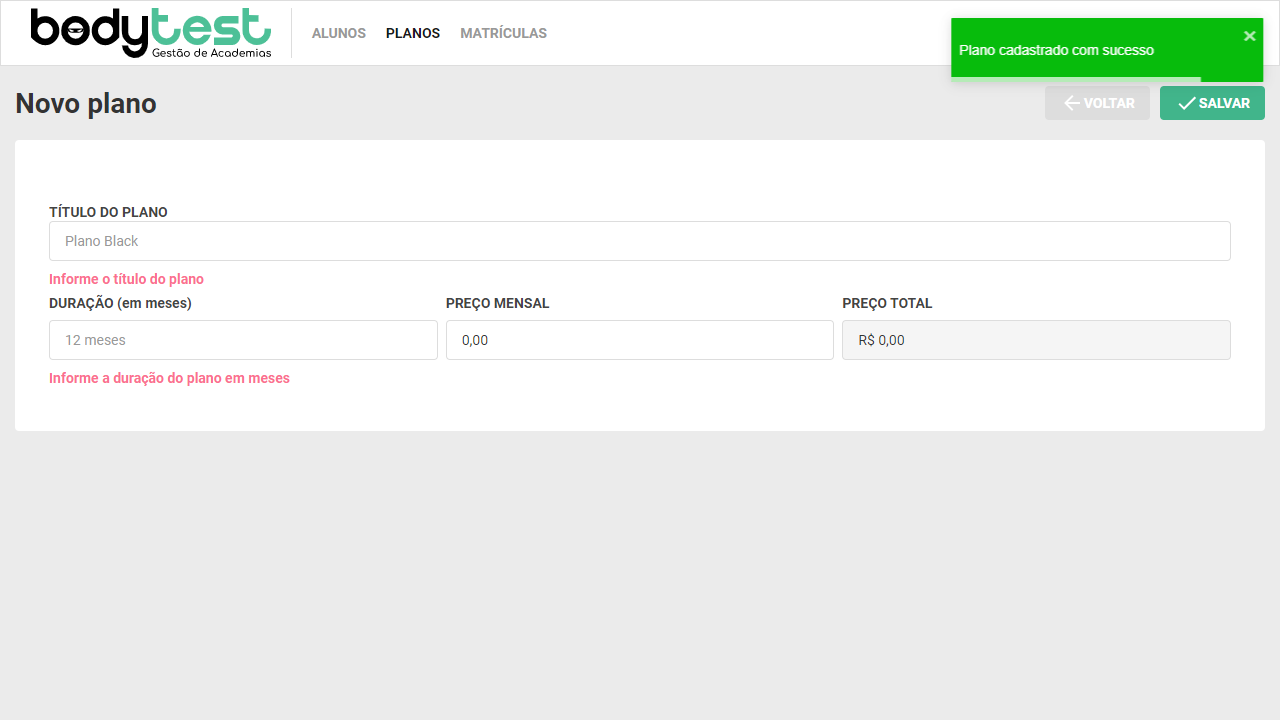 bodytest
Gestão de Academias
ALUNOS PLANOS MATRÍCULAS
Plano cadastrado com sucesso
Novo plano
VOLTAR
SALVAR
TÍTULO DO PLANO
Plano Black
Informe o título do plano
DURAÇÃO (em meses) PREÇO MENSAL PREÇO TOTAL
12 meses 0,00 R$ 0,00
Informe a duração do plano em meses